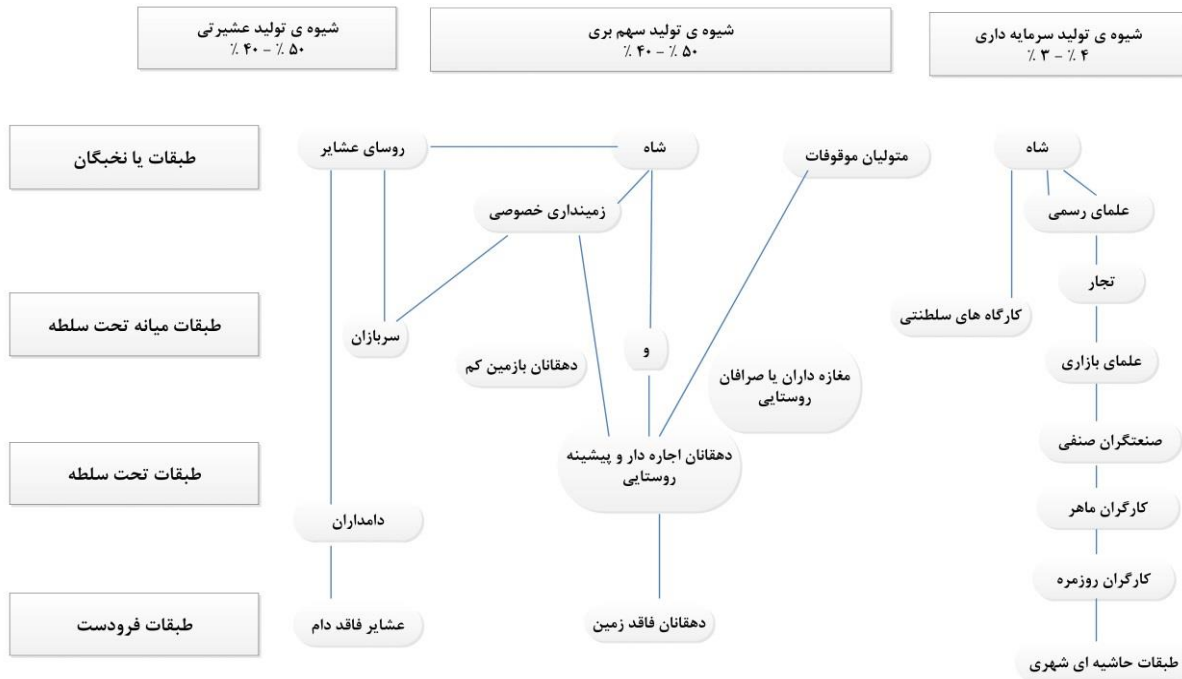 شیوه ی تولید سرمایه داری
٪ ۳ – ٪ ۴
شیوه ی تولید سهم بری
٪ ۴۰ – ٪ ۵۰
شیوه ی تولید عشیرتی
٪ ۴۰ – ٪ ۵۰
شاه
متولیان موقوفات
شاه
روسای عشایر
طبقات یا نخبگان
علمای رسمی
زمینداری خصوصی
تجار
کارگاه های سلطنتی
طبقات میانه تحت سلطه
و
سربازان
علمای بازاری
مغازه داران یا صرافان
روستایی
دهقانان بازمین کم
صنعتگران صنفی
دهقانان اجاره دار و پیشینه
روستایی
طبقات تحت سلطه
کارگران ماهر
دامداران
کارگران روزمره
دهقانان فاقد زمین
عشایر فاقد دام
طبقات فرودست
طبقات حاشیه ای شهری